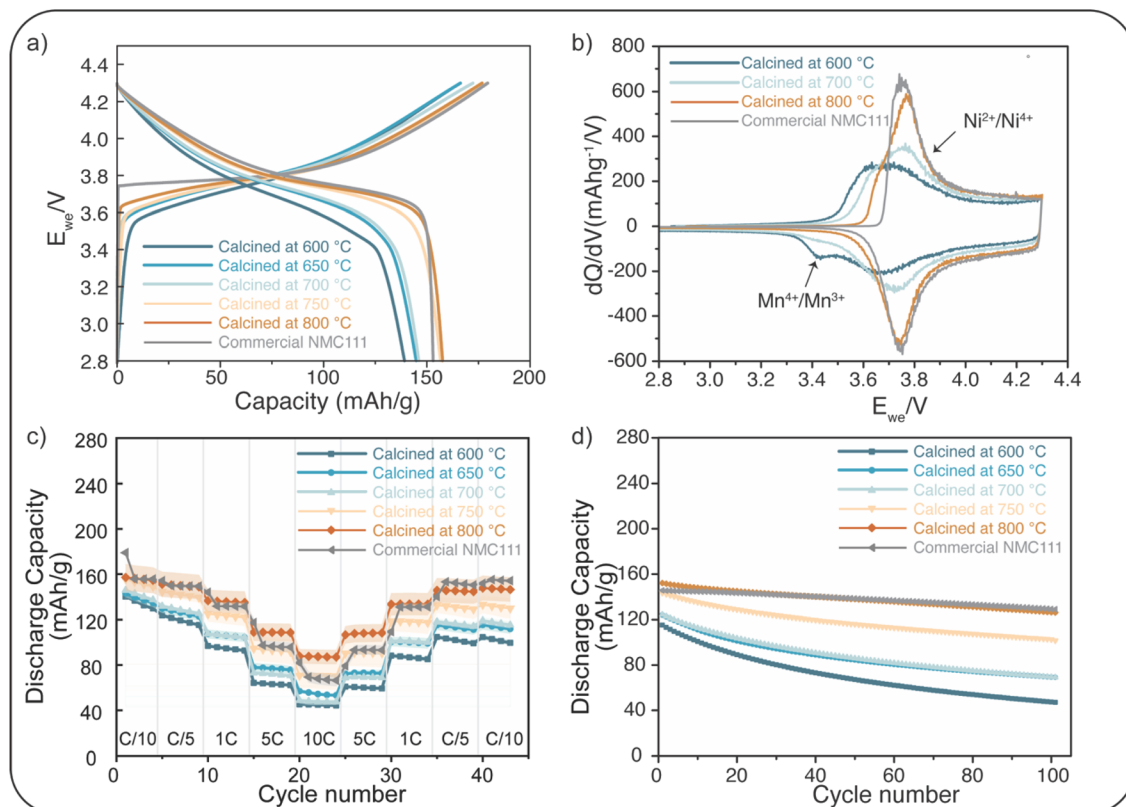 a)
4.4
4.2
4.0
3.8
3.6
3.4
3.2
3.0
2.8
E_we/V
Calcined at 600 °C
Calcined at 650 °C
Calcined at 700 °C
Calcined at 750 °C
Calcined at 800 °C
Commercial NMC111
0 50 100 150 200
Capacity (mAh/g)
b)
800
600
400
200
0
-200
-400
-600
dQ/dV(mAhg⁻¹/V)
Calcined at 600 °C
Calcined at 700 °C
Calcined at 800 °C
Commercial NMC111
Ni²⁺/Ni⁴⁺
Mn⁴⁺/Mn³⁺
2.8 3.0 3.2 3.4 3.6 3.8 4.0 4.2 4.4
E_we/V
c)
280
240
200
160
120
80
40
0
Discharge Capacity
(mAh/g)
Calcined at 600 °C
Calcined at 650 °C
Calcined at 700 °C
Calcined at 750 °C
Calcined at 800 °C
Commercial NMC111
C/10 C/5 1C 5C 10C 5C 1C C/5 C/10
0 10 20 30 40
Cycle number
d)
280
240
200
160
120
80
40
0
Discharge Capacity
(mAh/g)
Calcined at 600 °C
Calcined at 650 °C
Calcined at 700 °C
Calcined at 750 °C
Calcined at 800 °C
Commercial NMC111
0 20 40 60 80 100
Cycle number